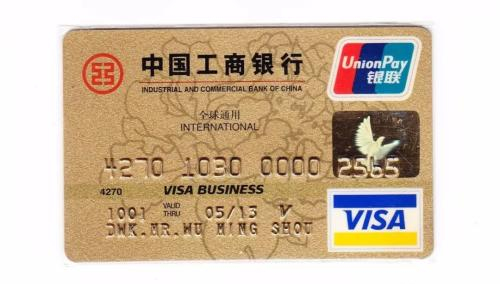 中国工商银行
INDUSTRIAL AND COMMERCIAL BANK OF CHINA
UnionPay
银联
全球通用
INTERNATIONAL
4270 1030 0000 2565
4270 VISA BUSINESS
1001 VALID THRU 05/13 V
DWK.MR.WU MING SHOU
VISA